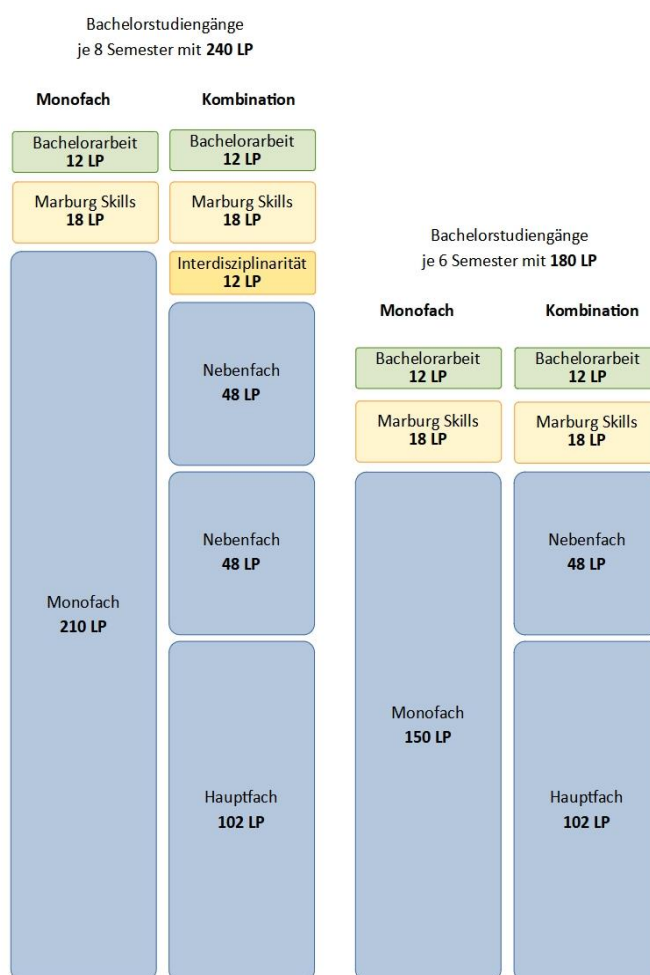 Bachelorstudiengänge
je 8 Semester mit 240 LP
Monofach
Bachelorarbeit
12 LP
Marburg Skills
18 LP
Monofach
210 LP
Kombination
Bachelorarbeit
12 LP
Marburg Skills
18 LP
Interdisziplinarität
12 LP
Nebenfach
48 LP
Nebenfach
48 LP
Hauptfach
102 LP
Bachelorstudiengänge
je 6 Semester mit 180 LP
Monofach
Bachelorarbeit
12 LP
Marburg Skills
18 LP
Monofach
150 LP
Kombination
Bachelorarbeit
12 LP
Marburg Skills
18 LP
Nebenfach
48 LP
Hauptfach
102 LP